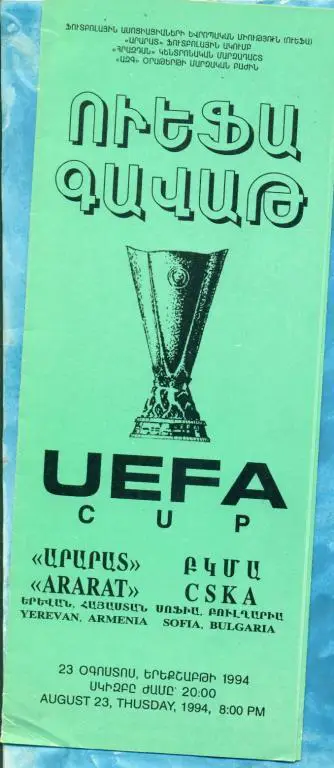 ՖՈՒՏԲՈԼԱՅԻՆ ԱՍՈՑԻԱՑԻԱՆԵՐԻ ԵՎՐՈՊԱԿԱՆ ՄԻՈՒԹՅՈՒՆ (ՈՒԵՖԱ)
«ԱՐԱՐԱՏ» ՖՈՒՏԲՈԼԱՅԻՆ ԱԿՈՒՄԲ
«ՀՐԱԶԴԱՆ» ԿԵՆՏՐՈՆԱԿԱՆ ՄԱՐԶԱԴԱՇՏ
«ԱԶԳ» ՕՐԱԹԵՐԹԻ ՄԱՐԶԱԿԱՆ ԲԱԺԻՆ
ՈՒԵՖԱ
ԳԱՎԱԹ
UEFA
CUP
«ԱՐԱՐԱՏ» ԲԿՄԱ
«ARARAT» CSKA
ԵՐԵՎԱՆ, ՀԱՅԱՍՏԱՆ ՍՈՖԻԱ, ԲՈՒԼՂԱՐԻԱ
YEREVAN, ARMENIA SOFIA, BULGARIA
23 ՕԳՈՍՏՈՍ, ԵՐԵՔՇԱԲԹԻ 1994
ՍԿԻԶԲԸ ԺԱՄԸ՝ 20:00
AUGUST 23, THUSDAY, 1994, 8:00 PM